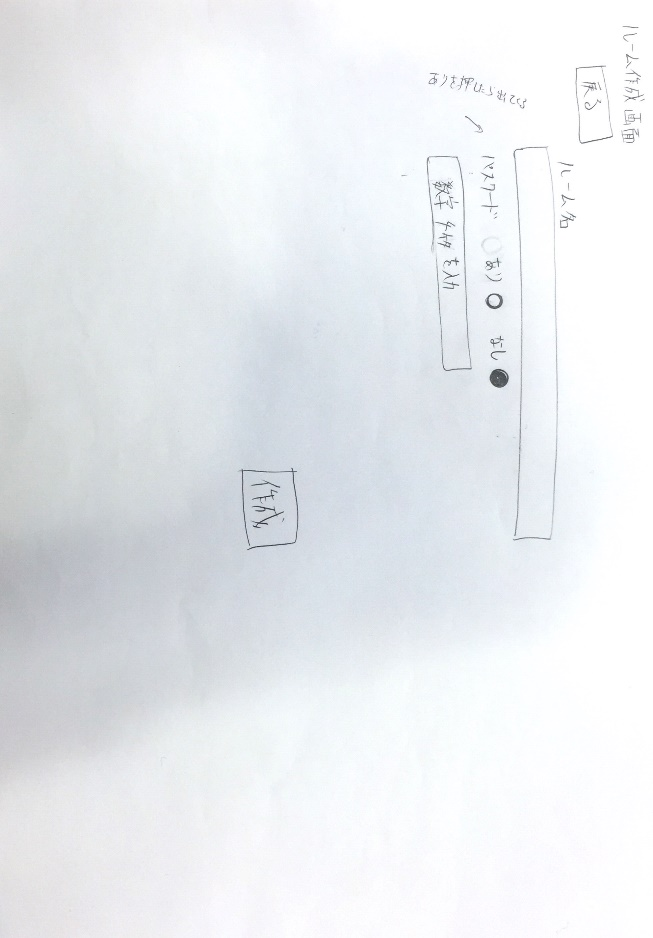 ルーム作成画面
戻る
ルーム名
パスワード あり なし
ありを押したら出てくる
数字4桁を入力
作成